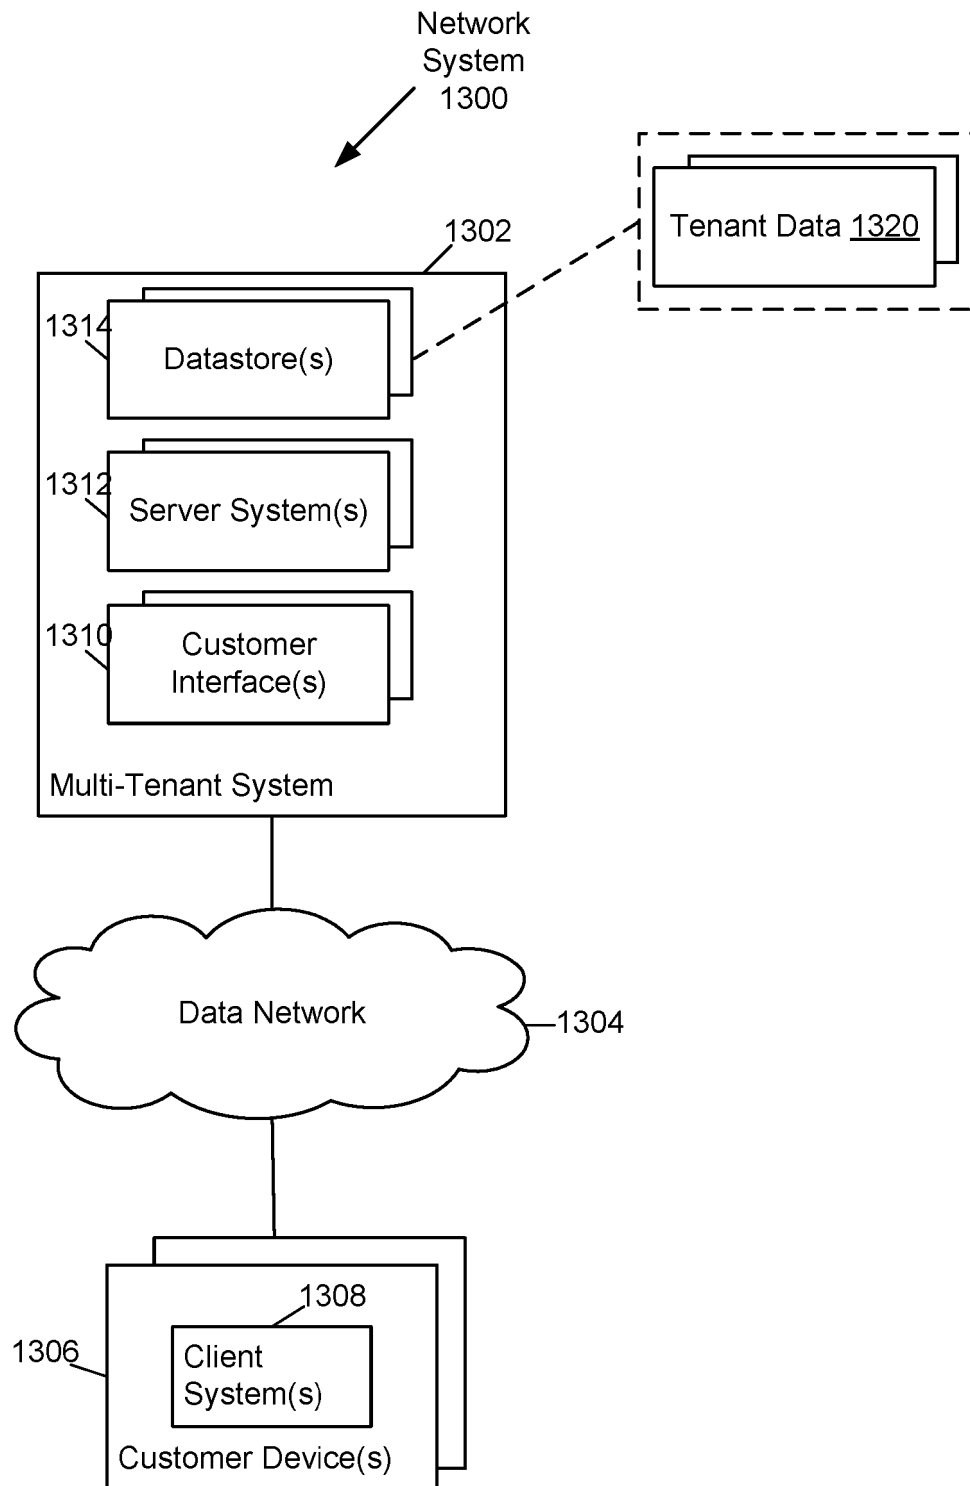 Network
System
1300
Tenant Data 1320
1302
1314
Datastore(s)
1312
Server System(s)
1310
Customer
Interface(s)
Multi-Tenant System
Data Network
1304
1308
1306
Client
System(s)
Customer Device(s)